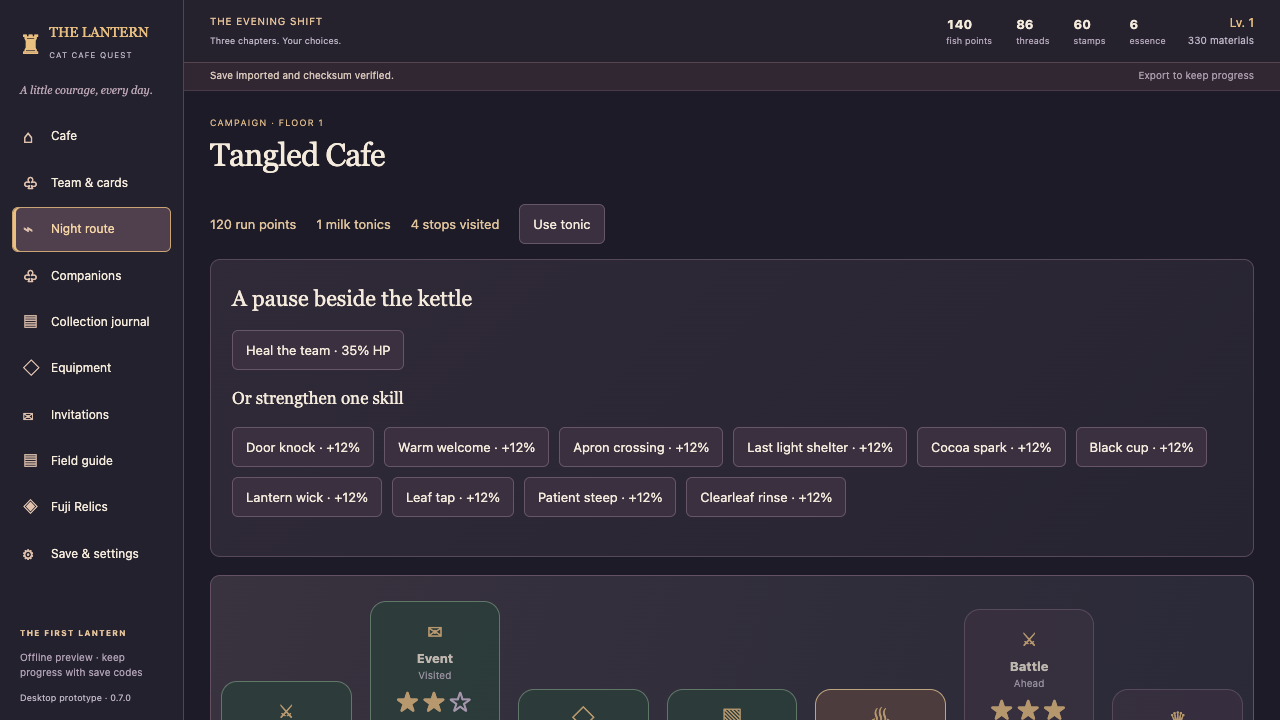 THE LANTERN
CAT CAFE QUEST
A little courage, every day.
Cafe
Team & cards
Night route
Companions
Collection journal
Equipment
Invitations
Field guide
Fuji Relics
Save & settings
THE FIRST LANTERN
Offline preview · keep
progress with save codes
Desktop prototype · 0.7.0
THE EVENING SHIFT
Three chapters. Your choices.
140
fish points
86
threads
60
stamps
6
essence
Lv. 1
330 materials
Save imported and checksum verified.
Export to keep progress
CAMPAIGN · FLOOR 1
Tangled Cafe
120 run points
1 milk tonics
4 stops visited
Use tonic
A pause beside the kettle
Heal the team · 35% HP
Or strengthen one skill
Door knock · +12%
Warm welcome · +12%
Apron crossing · +12%
Last light shelter · +12%
Cocoa spark · +12%
Black cup · +12%
Lantern wick · +12%
Leaf tap · +12%
Patient steep · +12%
Clearleaf rinse · +12%
Event
Visited
Battle
Ahead